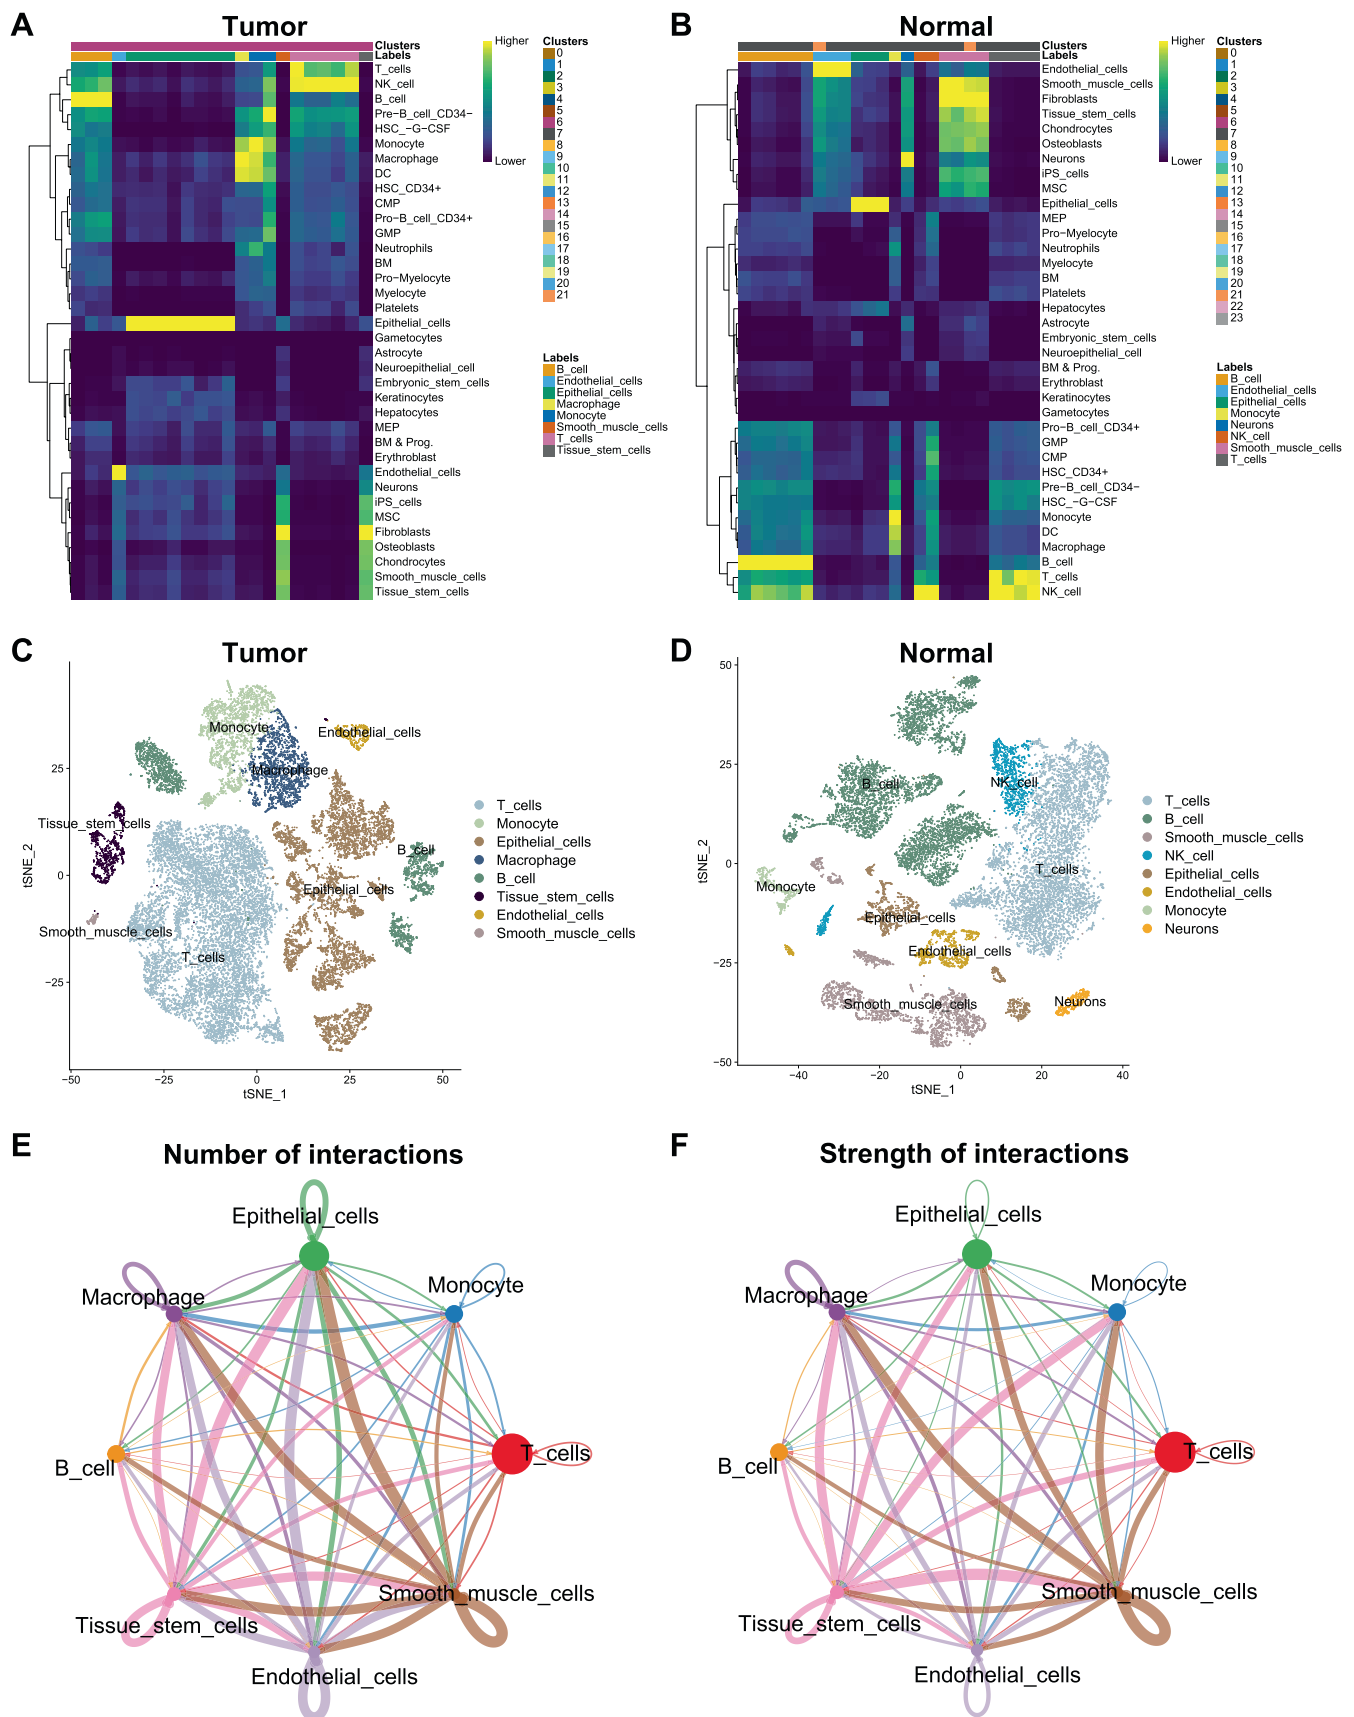 A
Tumor
Clusters
Labels
T_cells
NK_cell
B_cell
Pre−B_cell_CD34−
HSC_−G−CSF
Monocyte
Macrophage
DC
HSC_CD34+
CMP
Pro−B_cell_CD34+
GMP
Neutrophils
BM
Pro−Myelocyte
Myelocyte
Platelets
Epithelial_cells
Gametocytes
Astrocyte
Neuroepithelial_cell
Embryonic_stem_cells
Keratinocytes
Hepatocytes
MEP
BM & Prog.
Erythroblast
Endothelial_cells
Neurons
iPS_cells
MSC
Fibroblasts
Osteoblasts
Chondrocytes
Smooth_muscle_cells
Tissue_stem_cells
Higher
Lower
Clusters
0
1
2
3
4
5
6
7
8
9
10
11
12
13
14
15
16
17
18
19
20
21
Labels
B_cell
Endothelial_cells
Epithelial_cells
Macrophage
Monocyte
Smooth_muscle_cells
T_cells
Tissue_stem_cells
B
Normal
Clusters
Labels
Endothelial_cells
Smooth_muscle_cells
Fibroblasts
Tissue_stem_cells
Chondrocytes
Osteoblasts
Neurons
iPS_cells
MSC
Epithelial_cells
MEP
Pro−Myelocyte
Neutrophils
Myelocyte
BM
Platelets
Hepatocytes
Astrocyte
Embryonic_stem_cells
Neuroepithelial_cell
BM & Prog.
Erythroblast
Keratinocytes
Gametocytes
Pro−B_cell_CD34+
GMP
CMP
HSC_CD34+
Pre−B_cell_CD34−
HSC_−G−CSF
Monocyte
DC
Macrophage
B_cell
T_cells
NK_cell
Higher
Lower
Clusters
0
1
2
3
4
5
6
7
8
9
10
11
12
13
14
15
16
17
18
19
20
21
22
23
Labels
B_cell
Endothelial_cells
Epithelial_cells
Monocyte
Neurons
NK_cell
Smooth_muscle_cells
T_cells
C
Tumor
tSNE_2
25
0
−25
−50
−25
0
25
50
tSNE_1
Monocyte
Endothelial_cells
Macrophage
Tissue_stem_cells
B_cell
Epithelial_cells
Smooth_muscle_cells
T_cells
T_cells
Monocyte
Epithelial_cells
Macrophage
B_cell
Tissue_stem_cells
Endothelial_cells
Smooth_muscle_cells
D
Normal
tSNE_2
50
25
0
−25
−50
−40
−20
0
20
40
tSNE_1
B_cell
NK_cell
T_cells
Monocyte
Epithelial_cells
Endothelial_cells
Smooth_muscle_cells
Neurons
T_cells
B_cell
Smooth_muscle_cells
NK_cell
Epithelial_cells
Endothelial_cells
Monocyte
Neurons
E
Number of interactions
Epithelial_cells
Monocyte
Macrophage
T_cells
B_cell
Smooth_muscle_cells
Tissue_stem_cells
Endothelial_cells
F
Strength of interactions
Epithelial_cells
Monocyte
Macrophage
T_cells
B_cell
Smooth_muscle_cells
Tissue_stem_cells
Endothelial_cells